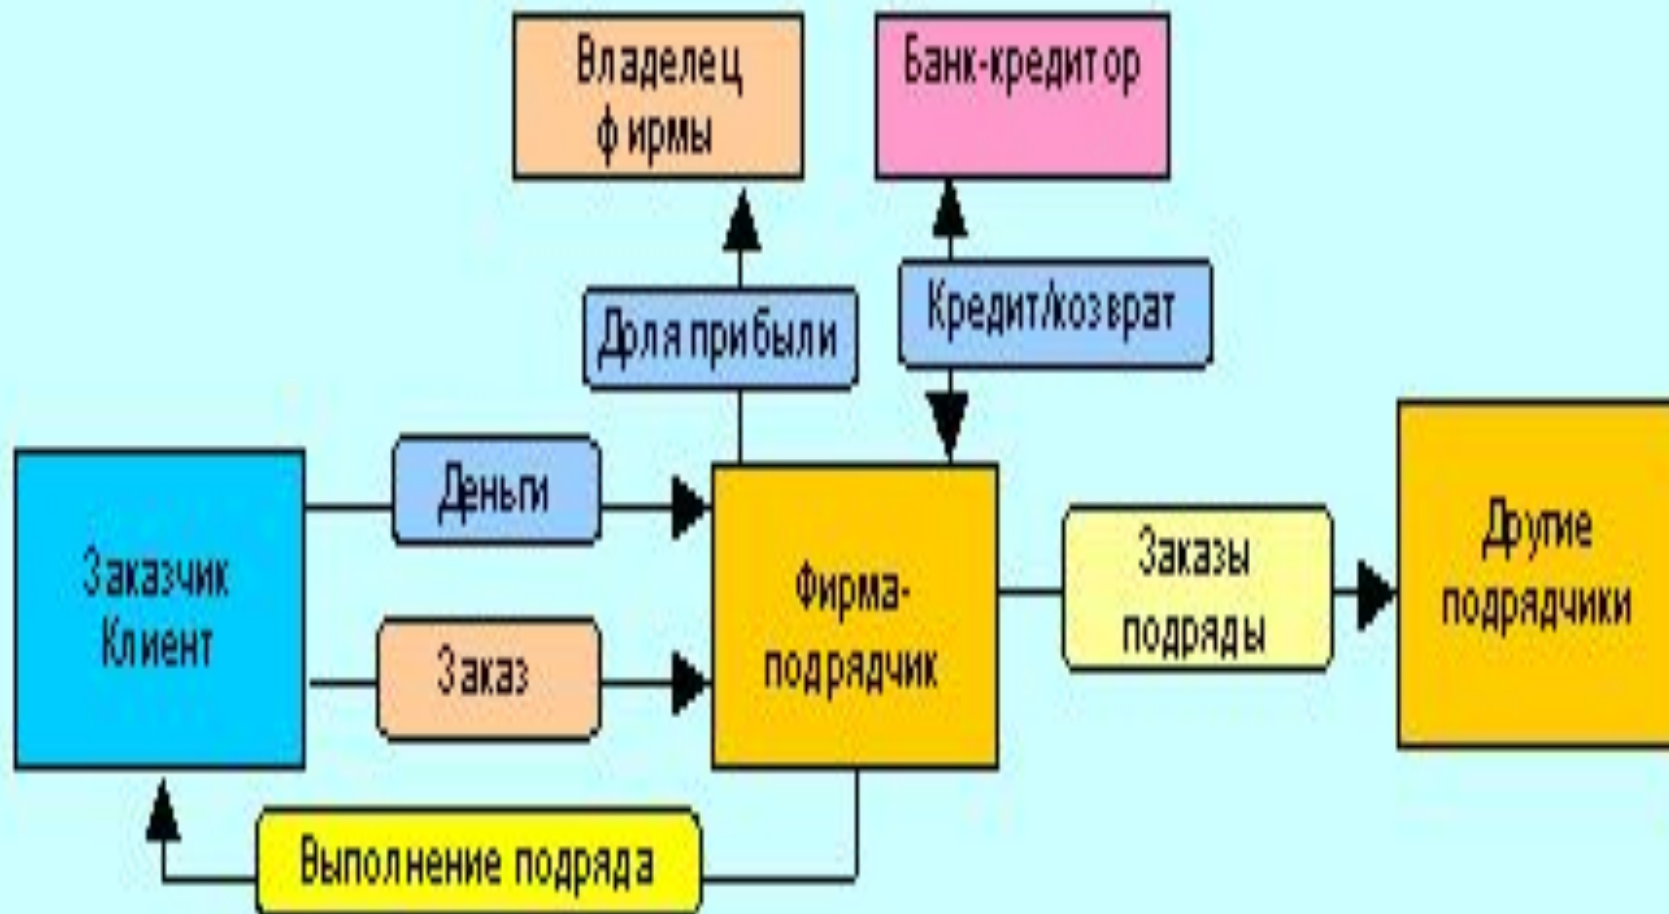 Владелец
фирмы
Банк-кредитор
Доля прибыли
Кредит/козврат
Деньги
Заказчик
Клиент
Заказ
Фирма-
подрядчик
Заказы
подряды
Другие
подрядчики
Выполнение подряда